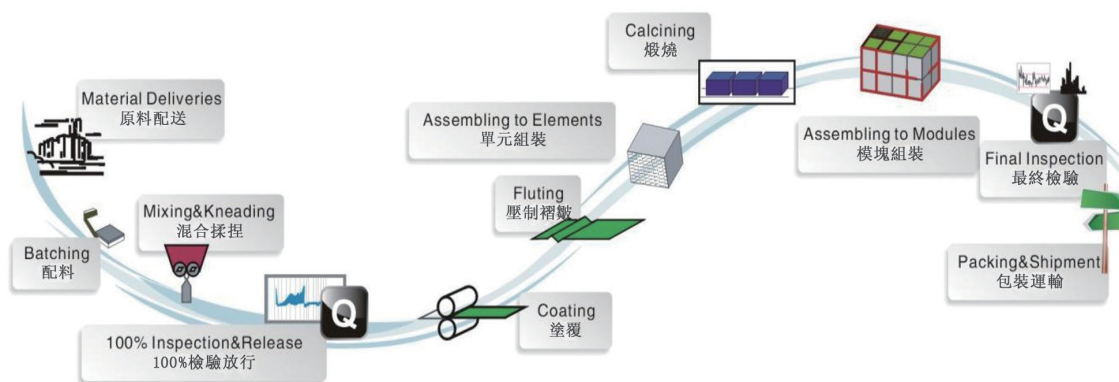 Material Deliveries
原料配送
Batching
配料
Mixing&Kneading
混合揉捏
Q
100% Inspection&Release
100%檢驗放行
Coating
塗覆
Fluting
壓制褶皺
Assembling to Elements
單元組裝
Calcining
煅燒
Assembling to Modules
模塊組裝
Q
Final Inspection
最終檢驗
Packing&Shipment
包裝運輸